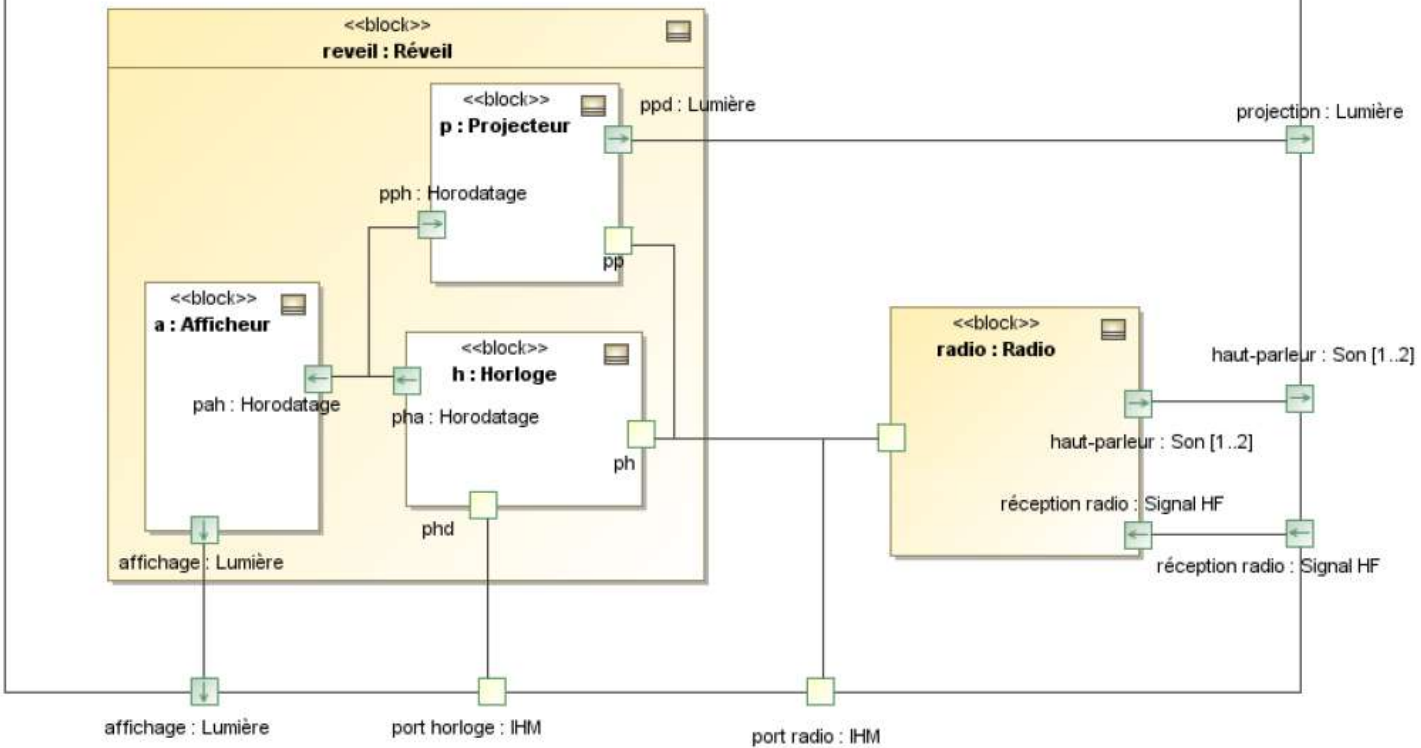 <<block>>
reveil : Réveil
<<block>>
p : Projecteur
ppd : Lumière
projection : Lumière
pph : Horodatage
pp
<<block>>
a : Afficheur
<<block>>
h : Horloge
<<block>>
radio : Radio
haut-parleur : Son [1..2]
pah : Horodatage
pha : Horodatage
haut-parleur : Son [1..2]
ph
réception radio : Signal HF
phd
affichage : Lumière
réception radio : Signal HF
affichage : Lumière
port horloge : IHM
port radio : IHM